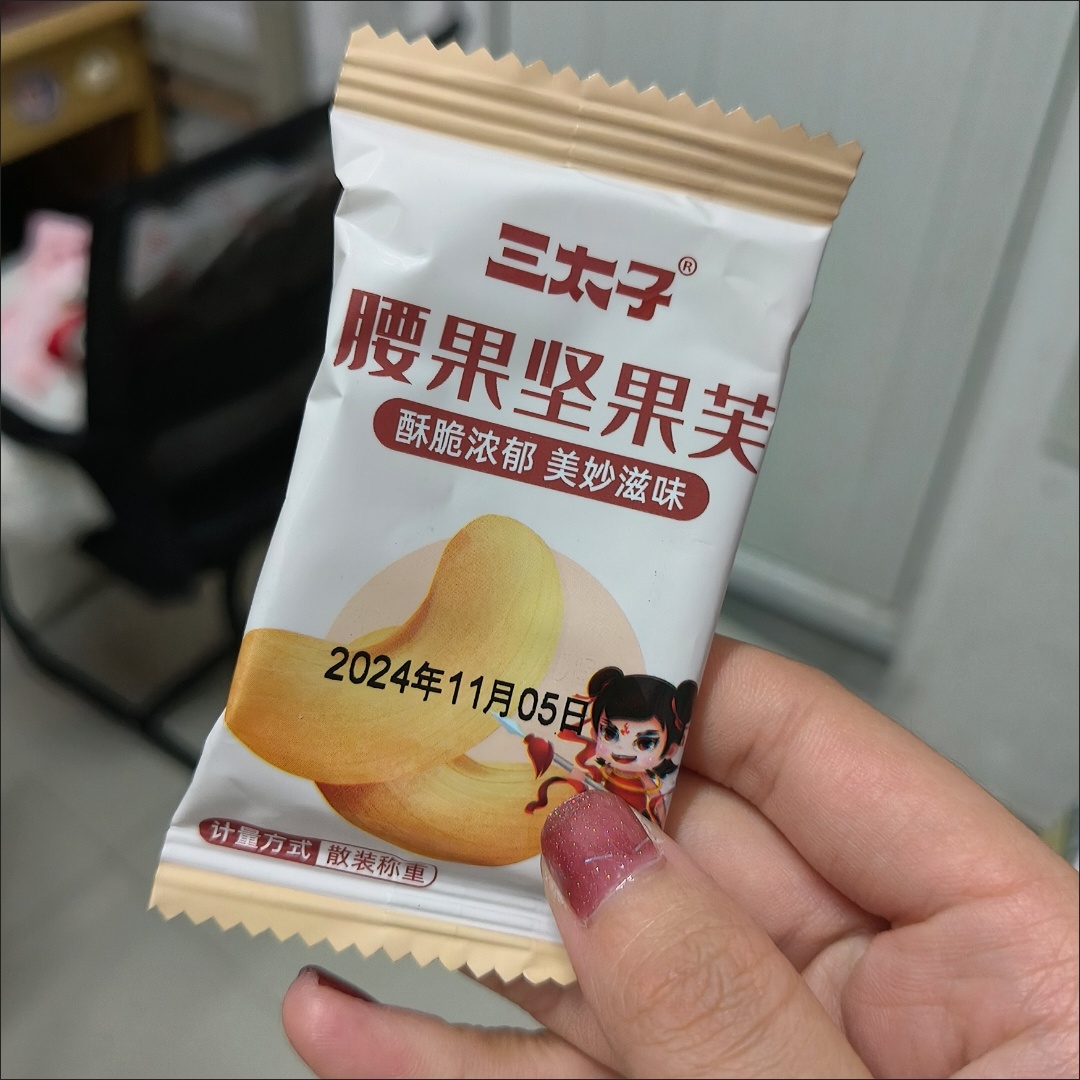 三太子®
腰果坚果芙
酥脆浓郁 美妙滋味
2024年11月05日
计量方式 散装称重